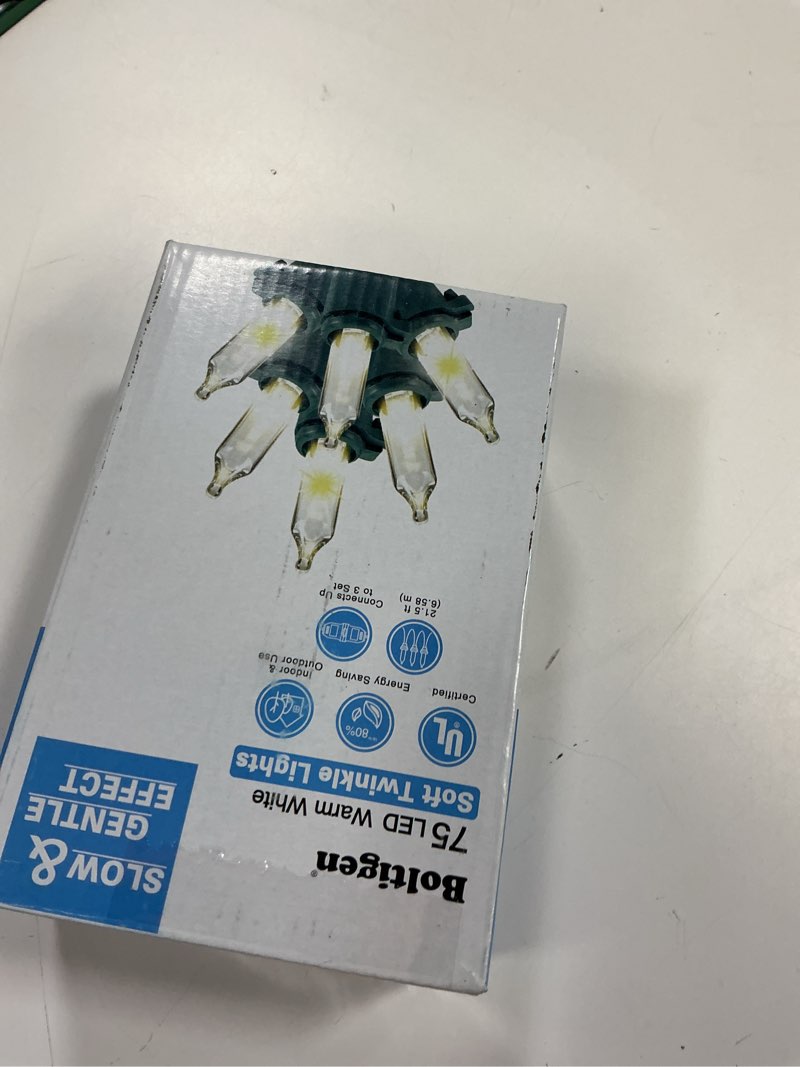 Boltigen®
SLOW &
GENTLE
EFFECT
75 LED Warm White
Soft Twinkle Lights
UL
Certified
80%
Energy Saving
Indoor &
Outdoor Use
21.5 ft
(6.58 m)
Connects Up
to 3 Set